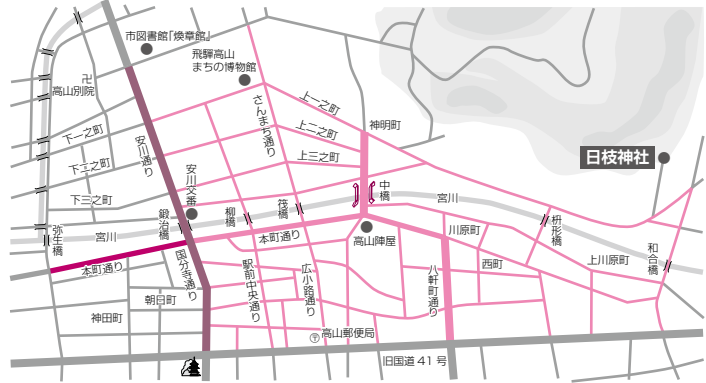 市図書館「煥章館」
飛騨高山
まちの博物館
卍
高山別院
上一之町
神明町
下一之町
安川通り
さんまち通り
上二之町
上三之町
日枝神社
下二之町
下三之町
安川交番
鍛治橋
柳橋
筏橋
中橋
宮川
弥生橋
宮川
本町通り
本町通り
国分寺通り
高山陣屋
川原町
枡形橋
上川原町
和合橋
西町
朝日町
駅前中央通り
広小路通り
八軒町通り
神田町
〒高山郵便局
旧国道41号